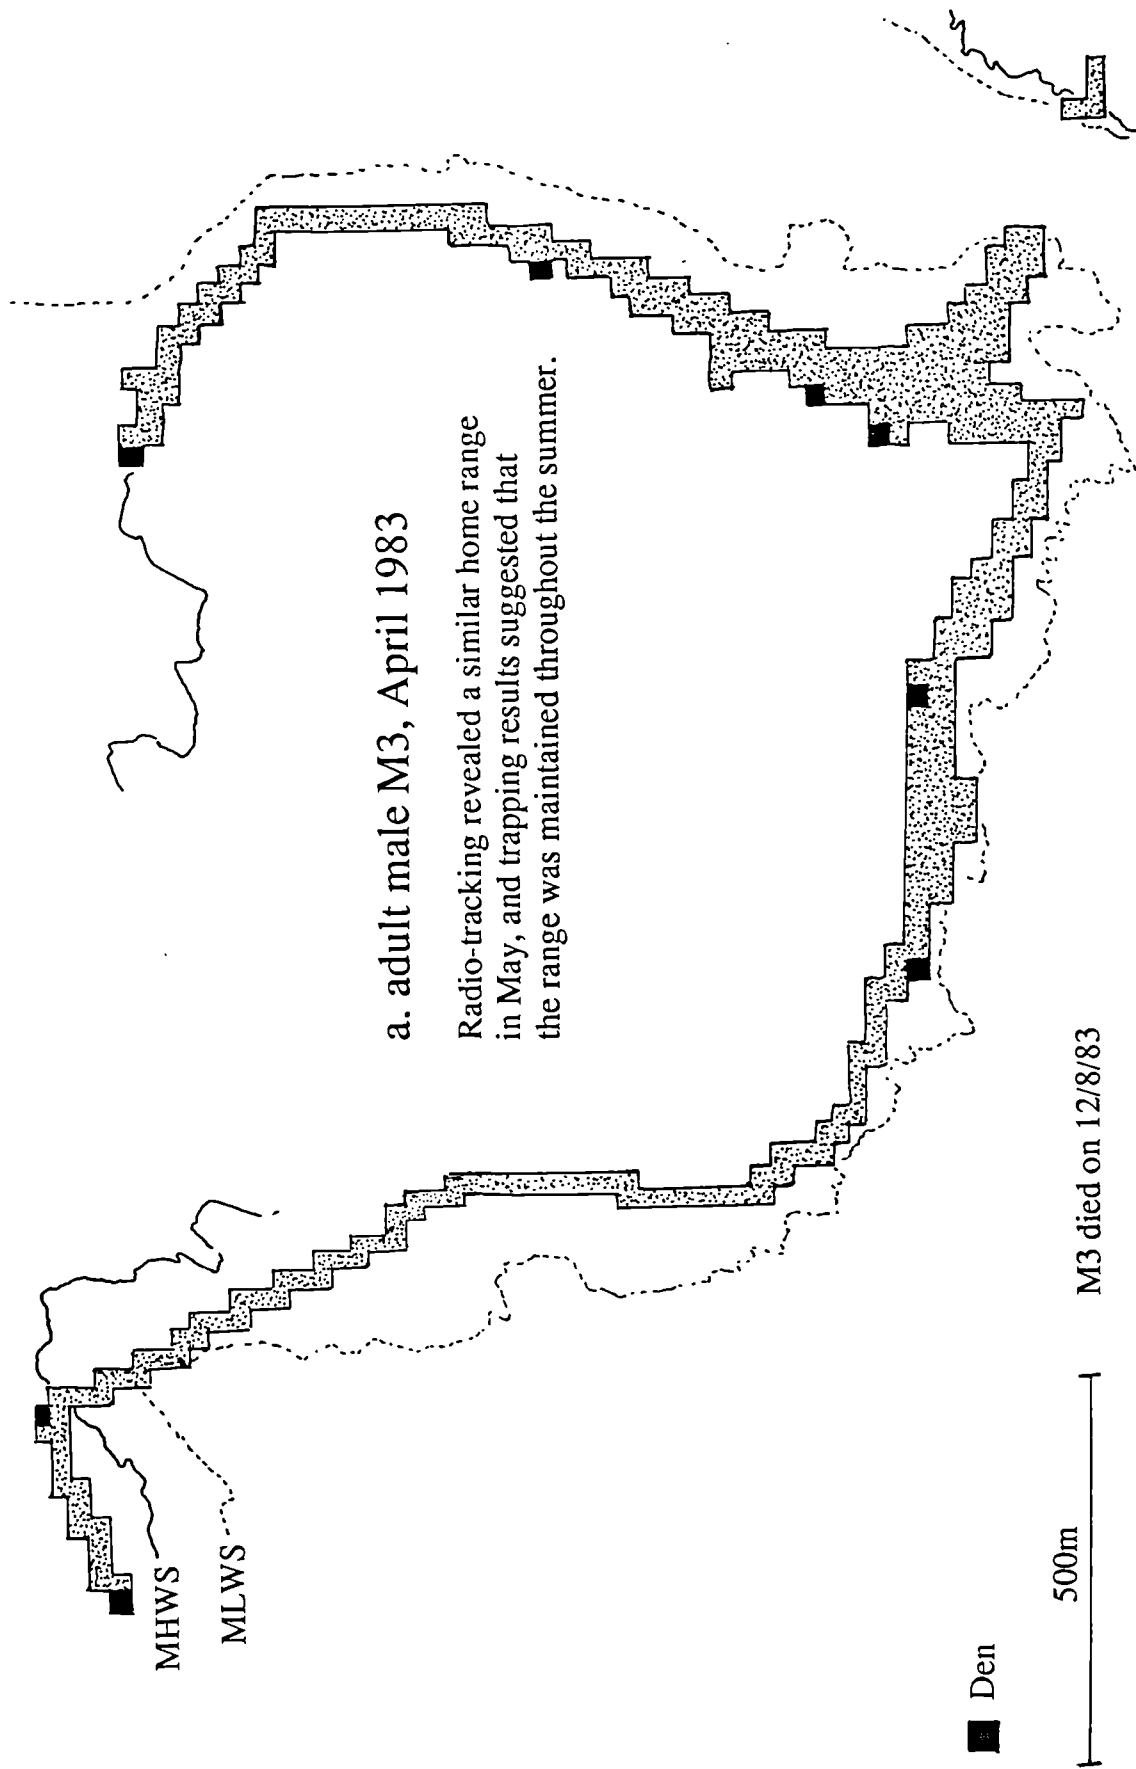 a. adult male M3, April 1983
Radio-tracking revealed a similar home range
in May, and trapping results suggested that
the range was maintained throughout the summer.
MHWS
MLWS
M3 died on 12/8/83
Den
500m